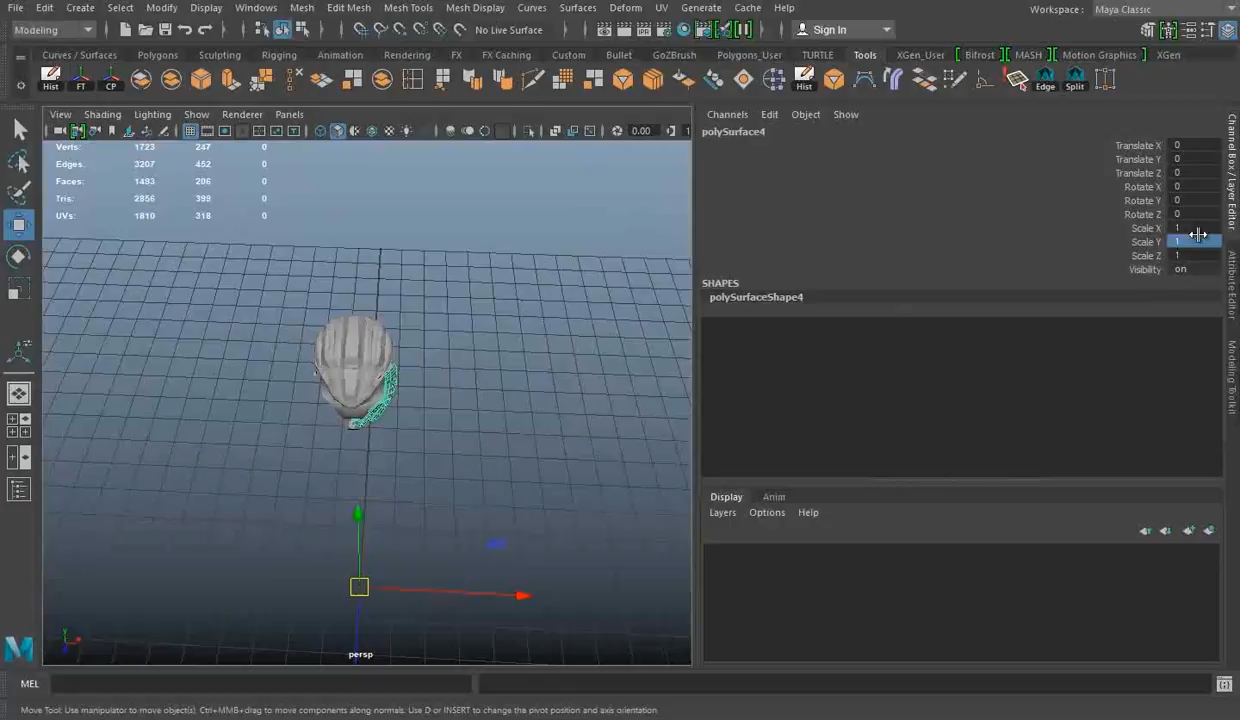 File Edit Create Select Modify Display Windows Mesh Edit Mesh Mesh Tools Mesh Display Curves Surfaces Deform UV Generate Cache Help Workspace : Maya Classic
Modeling No Live Surface Sign In
Curves / Surfaces Polygons Sculpting Rigging Animation Rendering FX FX Caching Custom Bullet GoZBrush Polygons_User TURTLE Tools XGen_User Bifrost MASH Motion Graphics XGen
Hist FT CP Hist Edge Split
View Shading Lighting Show Renderer Panels
0.00 1
Verts: 1723 247 0
Edges: 3207 452 0
Faces: 1483 206 0
Tris: 2856 399 0
UVs: 1810 318 0
persp
Channels Edit Object Show
polySurface4
Translate X 0
Translate Y 0
Translate Z 0
Rotate X 0
Rotate Y 0
Rotate Z 0
Scale X 1
Scale Y 1
Scale Z 1
Visibility on
SHAPES
polySurfaceShape4
Display Anim
Layers Options Help
Channel Box / Layer Editor
Attribute Editor
Modeling Toolkit
MEL
Move Tool: Use manipulator to move object(s). Ctrl+MMB+drag to move components along normals. Use D or INSERT to change the pivot position and axis orientation